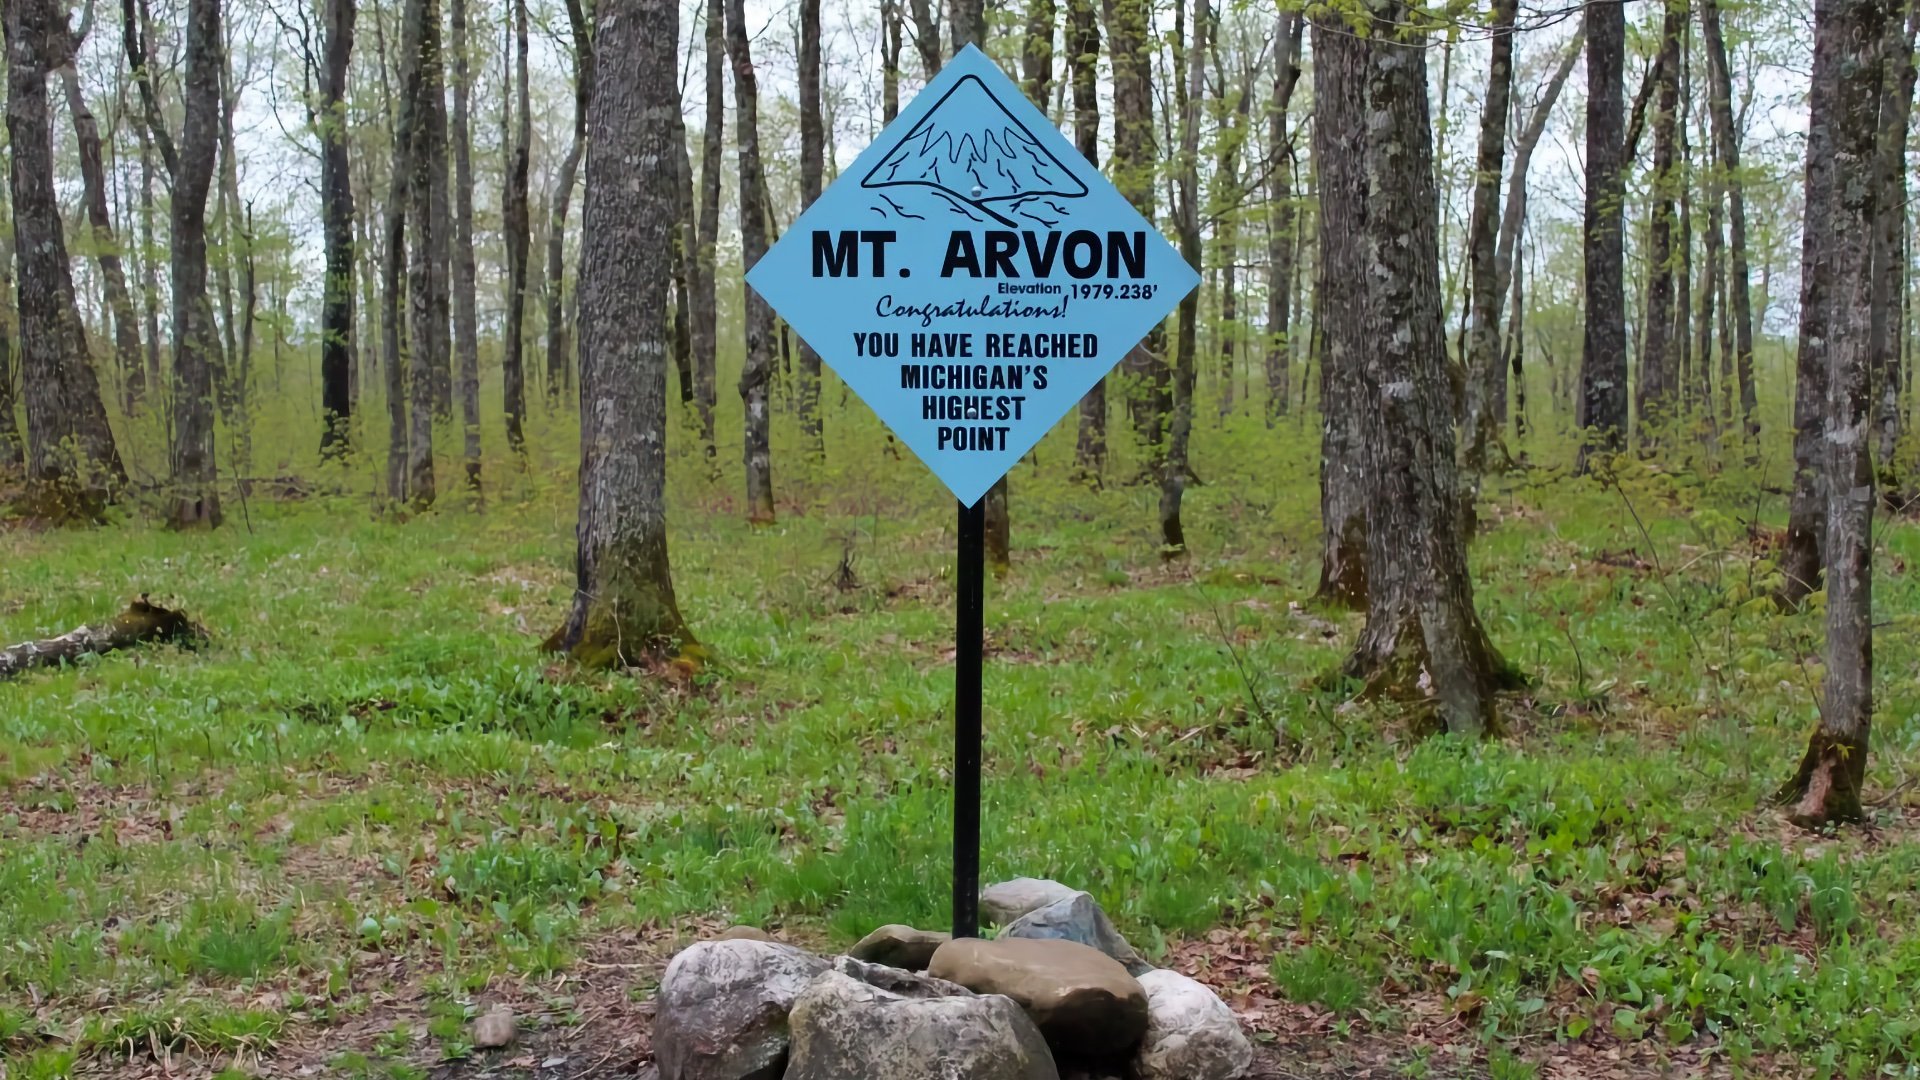 MT. ARVON
Elevation 1979.238'
Congratulations!
YOU HAVE REACHED
MICHIGAN'S
HIGHEST
POINT